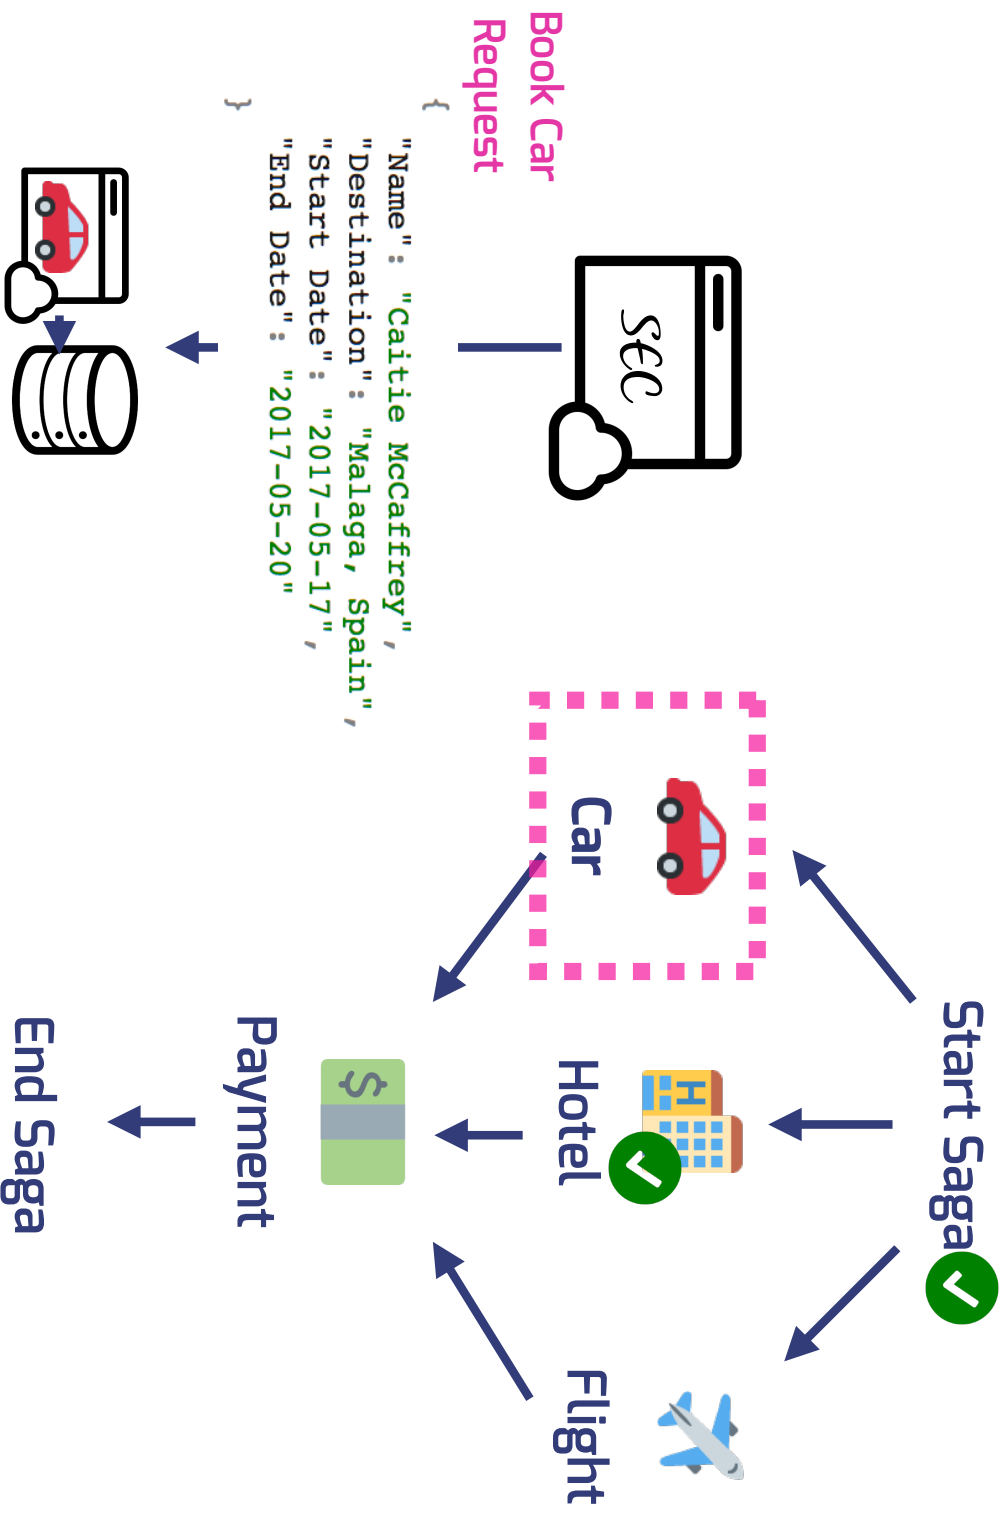 SEC
Book Car
Request
{
"Name": "Caitie McCaffrey",
"Destination": "Malaga, Spain",
"Start Date": "2017-05-17",
"End Date": "2017-05-20"
}
Start Saga
Car
H
Hotel
Flight
$
Payment
End Saga